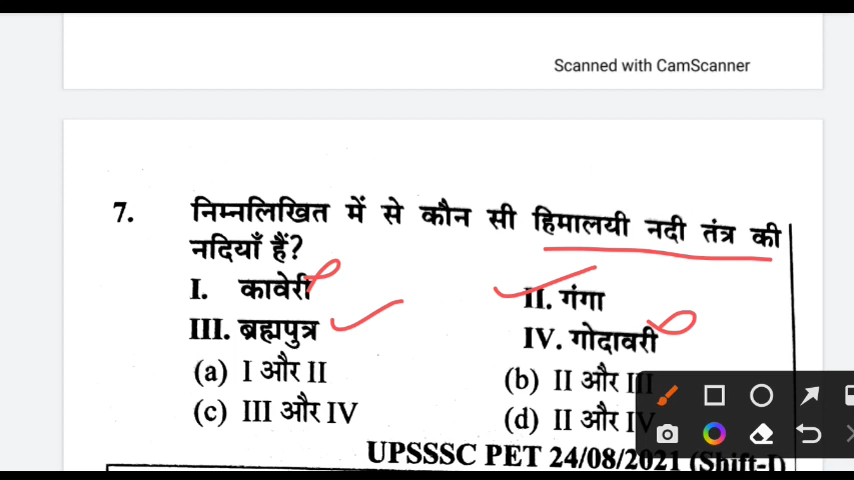 Scanned with CamScanner
7. निम्नलिखित में से कौन सी हिमालयी नदी तंत्र की
नदियाँ हैं?
I. कावेरी II. गंगा
III. ब्रह्मपुत्र IV. गोदावरी
(a) I और II (b) II और III
(c) III और IV (d) II और IV
UPSSSC PET 24/08/2021 (Shift-I)